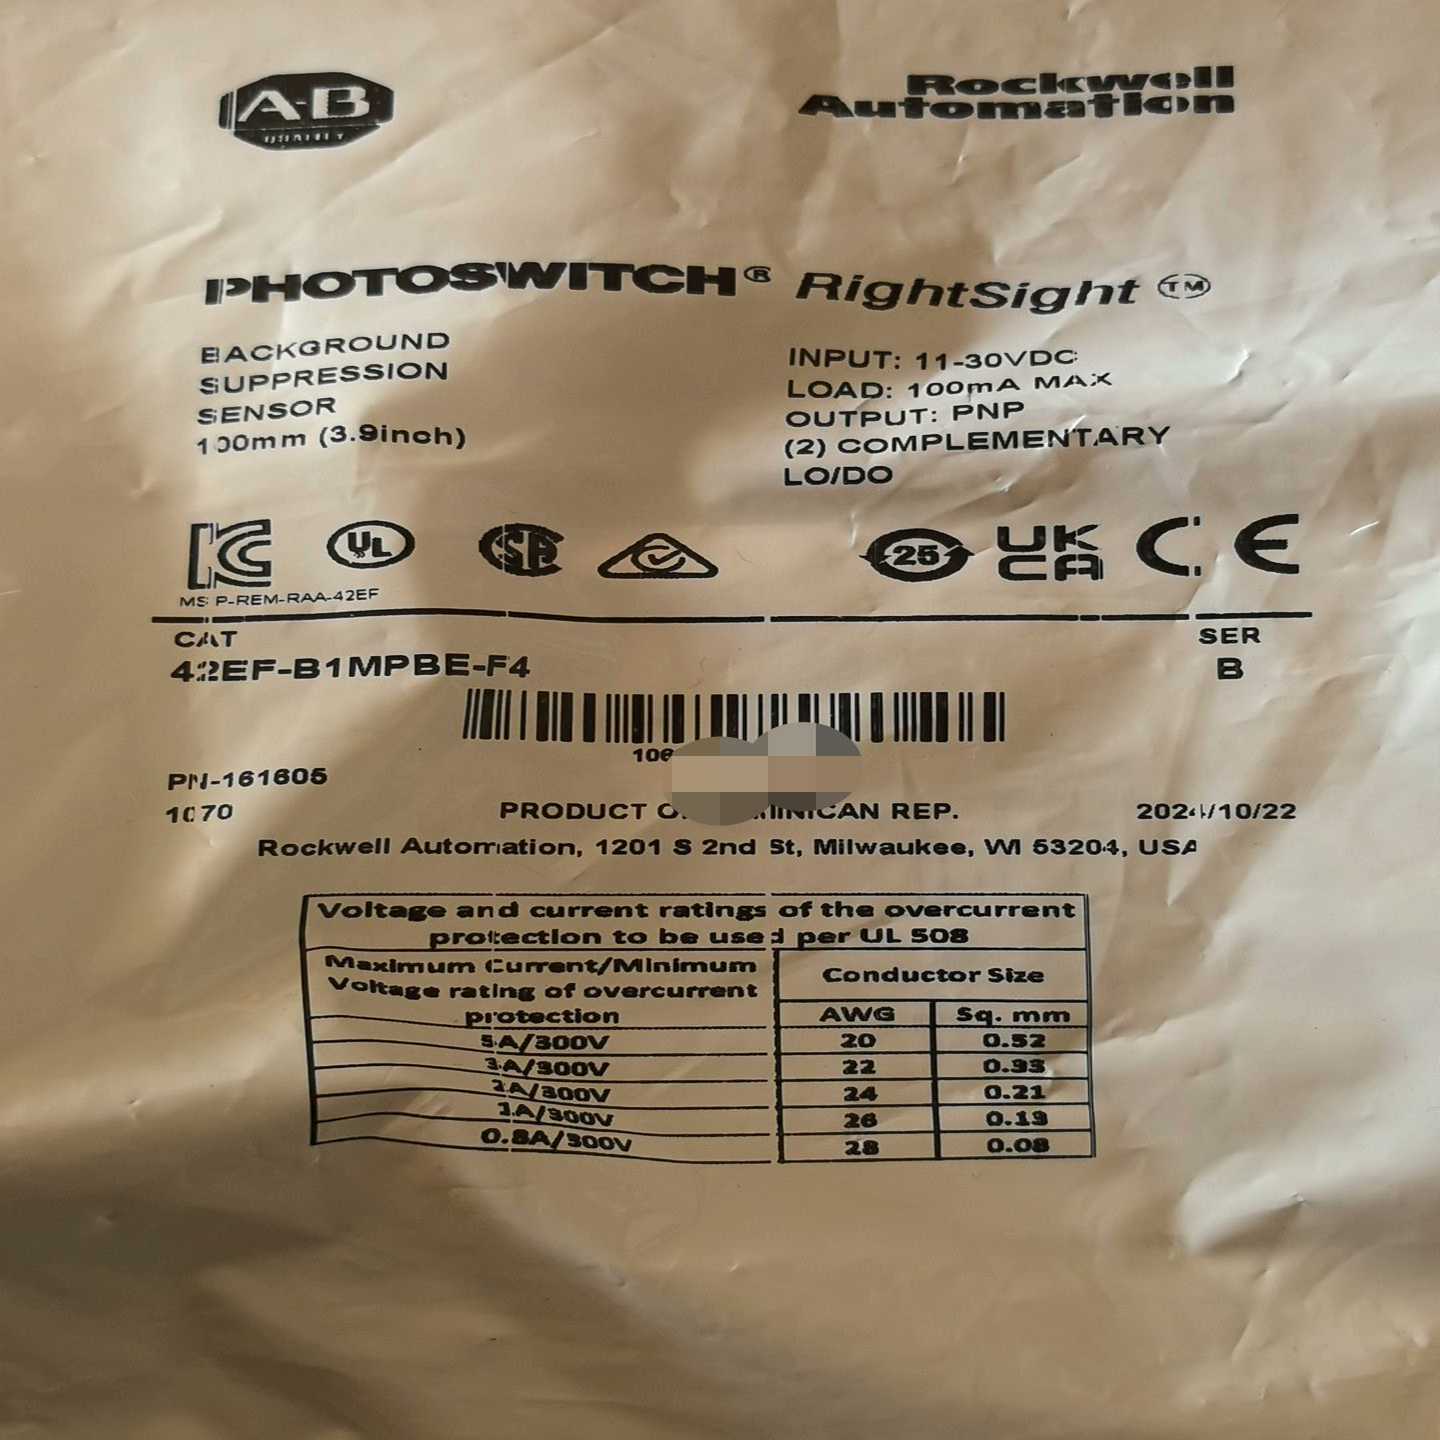 A-B
QUALITY
Rockwell
Automation
PHOTOSWITCH® RightSight™
BACKGROUND
SUPPRESSION
SENSOR
100mm (3.9inch)
INPUT: 11-30VDC
LOAD: 100mA MAX
OUTPUT: PNP
(2) COMPLEMENTARY
LO/DO
MSIP-REM-RAA-42EF
UL
25
UK
CA
CE
CAT
42EF-B1MPBE-F4
SER
B
106
PN-161605
1070
PRODUCT OF DOMINICAN REP.
2024/10/22
Rockwell Automation, 1201 S 2nd St, Milwaukee, WI 53204, USA
Voltage and current ratings of the overcurrent
protection to be used per UL 508
Maximum Current/Minimum
Voltage rating of overcurrent
protection
Conductor Size
AWG Sq. mm
5A/300V 20 0.52
3A/300V 22 0.33
2A/300V 24 0.21
1A/300V 26 0.13
0.8A/300V 28 0.08